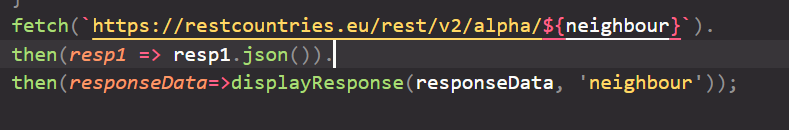 fetch(`https://restcountries.eu/rest/v2/alpha/${neighbour}`).
then(resp1 => resp1.json()).
then(responseData=>displayResponse(responseData, 'neighbour'));